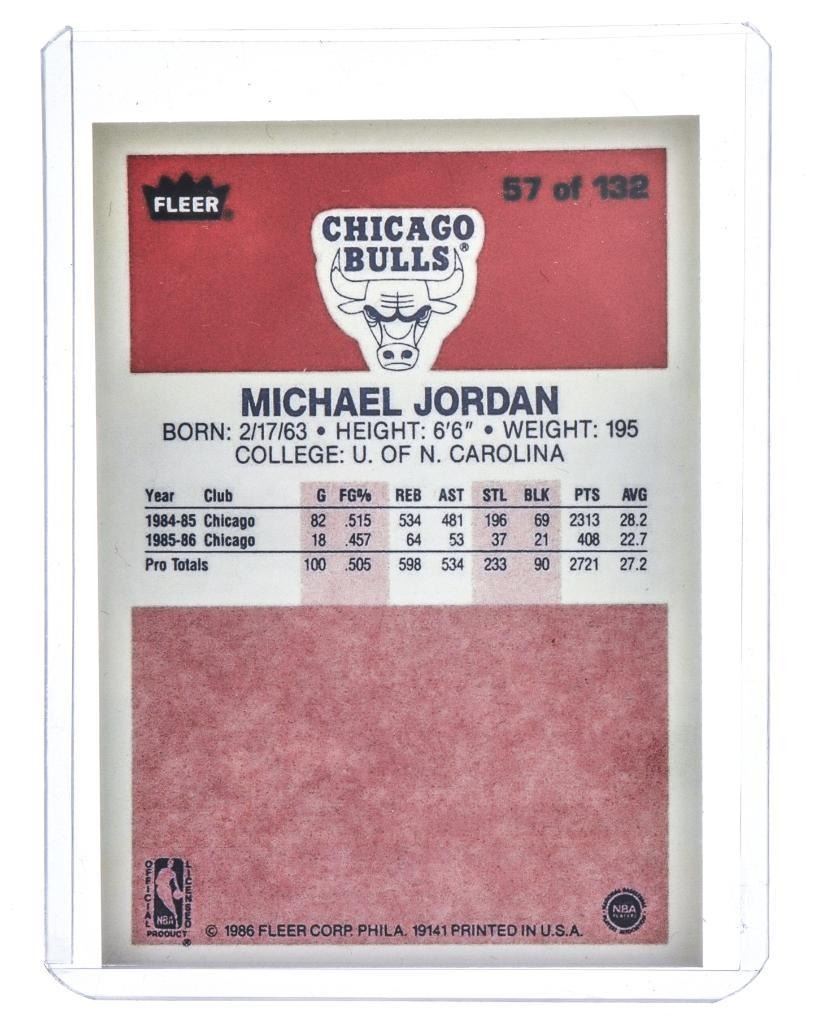 FLEER®
57 of 132
CHICAGO
BULLS®
MICHAEL JORDAN
BORN: 2/17/63 • HEIGHT: 6'6" • WEIGHT: 195
COLLEGE: U. OF N. CAROLINA
Year Club G FG% REB AST STL BLK PTS AVG
1984-85 Chicago 82 .515 534 481 196 69 2313 28.2
1985-86 Chicago 18 .457 64 53 37 21 408 22.7
Pro Totals 100 .505 598 534 233 90 2721 27.2
OFFICIAL LICENSED
NBA
PRODUCT ®
© 1986 FLEER CORP. PHILA. 19141 PRINTED IN U.S.A.
NBA
PLAYERS